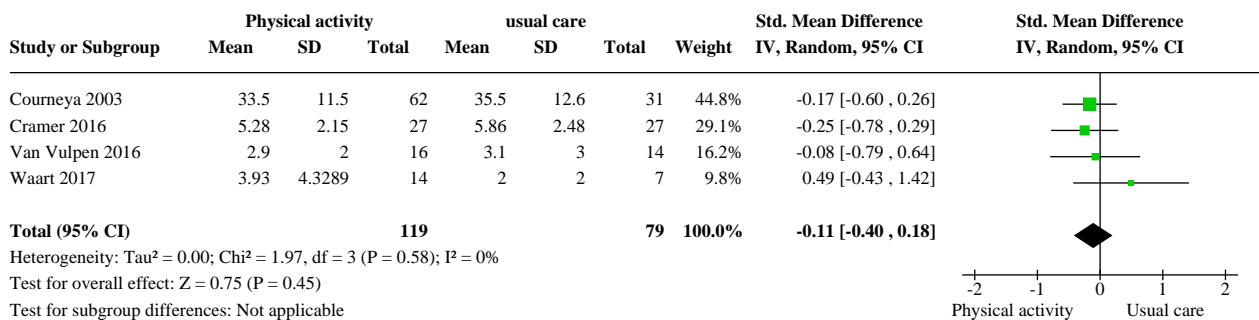 Physical activity usual care Std. Mean Difference Std. Mean Difference
Study or Subgroup Mean SD Total Mean SD Total Weight IV, Random, 95% CI IV, Random, 95% CI
Courneya 2003 33.5 11.5 62 35.5 12.6 31 44.8% -0.17 [-0.60 , 0.26]
Cramer 2016 5.28 2.15 27 5.86 2.48 27 29.1% -0.25 [-0.78 , 0.29]
Van Vulpen 2016 2.9 2 16 3.1 3 14 16.2% -0.08 [-0.79 , 0.64]
Waart 2017 3.93 4.3289 14 2 2 7 9.8% 0.49 [-0.43 , 1.42]
Total (95% CI) 119 79 100.0% -0.11 [-0.40 , 0.18]
Heterogeneity: Tau² = 0.00; Chi² = 1.97, df = 3 (P = 0.58); I² = 0%
Test for overall effect: Z = 0.75 (P = 0.45)
-2 -1 0 1 2
Test for subgroup differences: Not applicable
Physical activity Usual care